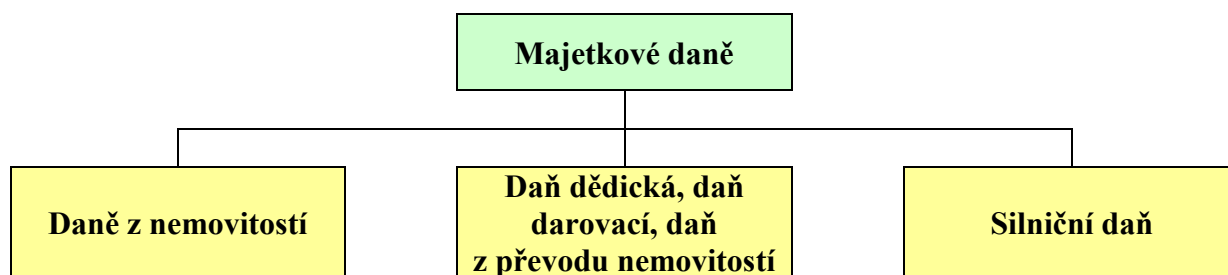 Majetkové daně
Daně z nemovitostí
Daň dědická, daň
darovací, daň
z převodu nemovitostí
Silniční daň